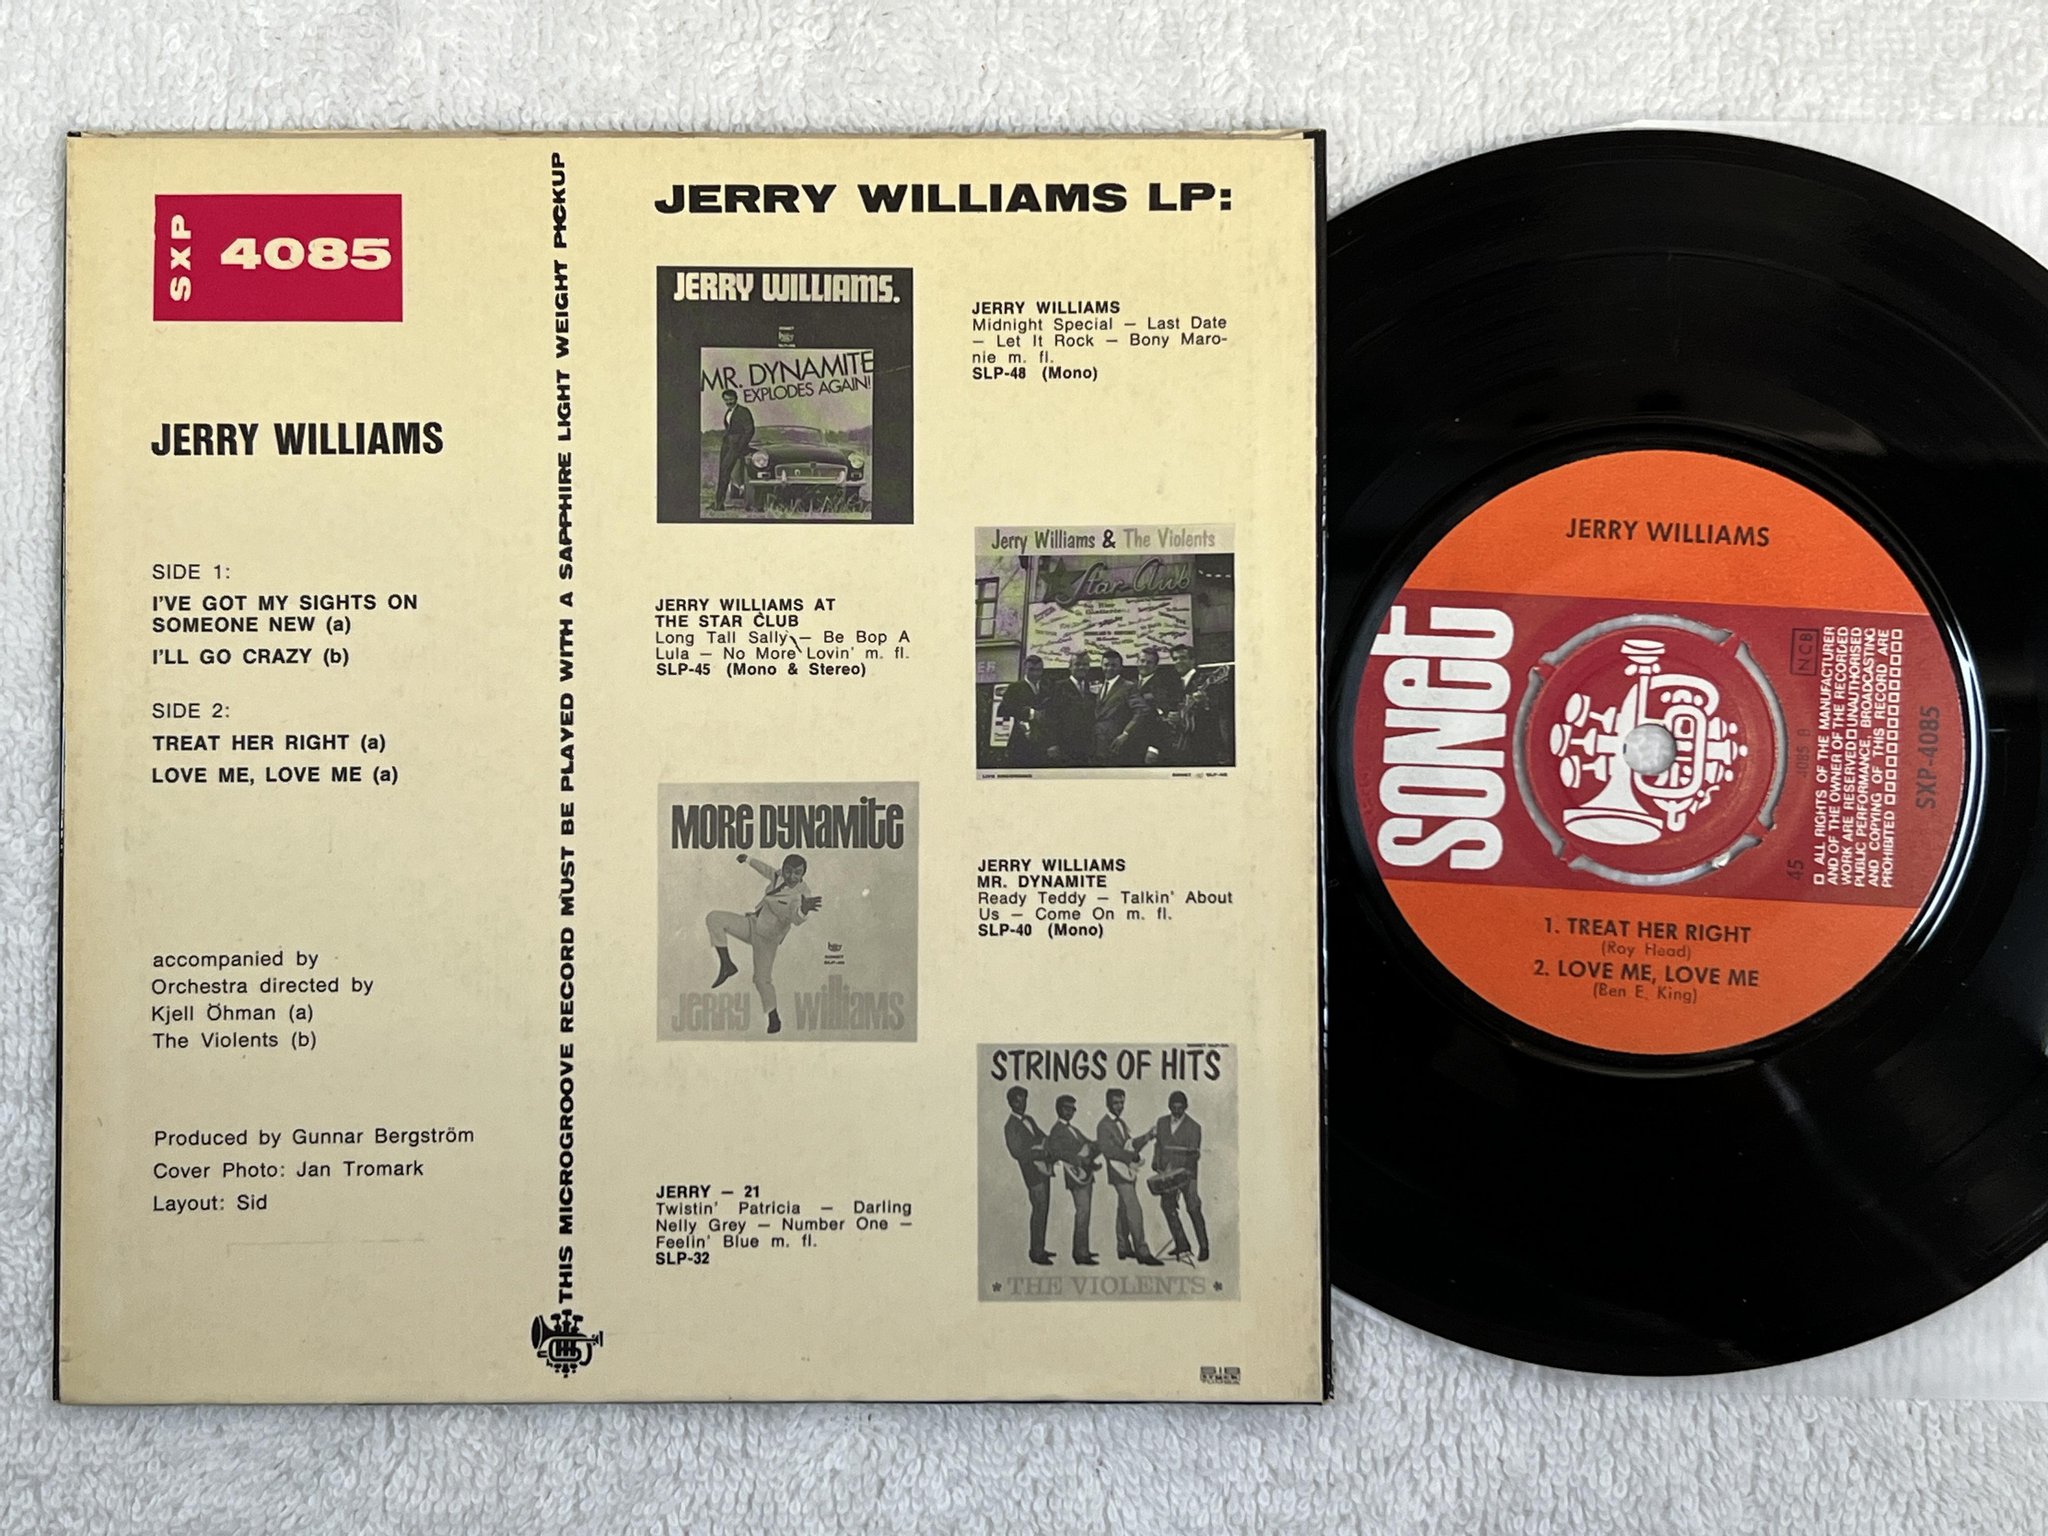 SXP
4085
JERRY WILLIAMS
SIDE 1:
I'VE GOT MY SIGHTS ON
SOMEONE NEW (a)
I'LL GO CRAZY (b)
SIDE 2:
TREAT HER RIGHT (a)
LOVE ME, LOVE ME (a)
accompanied by
Orchestra directed by
Kjell Öhman (a)
The Violents (b)
Produced by Gunnar Bergström
Cover Photo: Jan Tromark
Layout: Sid
THIS MICROGROOVE RECORD MUST BE PLAYED WITH A SAPPHIRE LIGHT WEIGHT PICKUP
JERRY WILLIAMS LP:
JERRY WILLIAMS.
MR. DYNAMITE
EXPLODES AGAIN!
JERRY WILLIAMS
Midnight Special – Last Date
– Let It Rock – Bony Maro-
nie m. fl.
SLP-48 (Mono)
JERRY WILLIAMS AT
THE STAR CLUB
Long Tall Sally – Be Bop A
Lula – No More Lovin' m. fl.
SLP-45 (Mono & Stereo)
Jerry Williams & The Violents
Star Club
MORE DYNAMITE
JERRY WILLIAMS
JERRY WILLIAMS
MR. DYNAMITE
Ready Teddy – Talkin' About
Us – Come On m. fl.
SLP-40 (Mono)
JERRY – 21
Twistin' Patricia – Darling
Nelly Grey – Number One –
Feelin' Blue m. fl.
SLP-32
STRINGS OF HITS
* THE VIOLENTS *
JERRY WILLIAMS
SONET
NCB
4085 B
45
ALL RIGHTS OF THE MANUFACTURER
AND OF THE OWNER OF THE RECORDED
WORK ARE RESERVED UNAUTHORISED
PUBLIC PERFORMANCE, BROADCASTING
AND COPYING OF THIS RECORD ARE
PROHIBITED
SXP-4085
1. TREAT HER RIGHT
(Roy Head)
2. LOVE ME, LOVE ME
(Ben E. King)